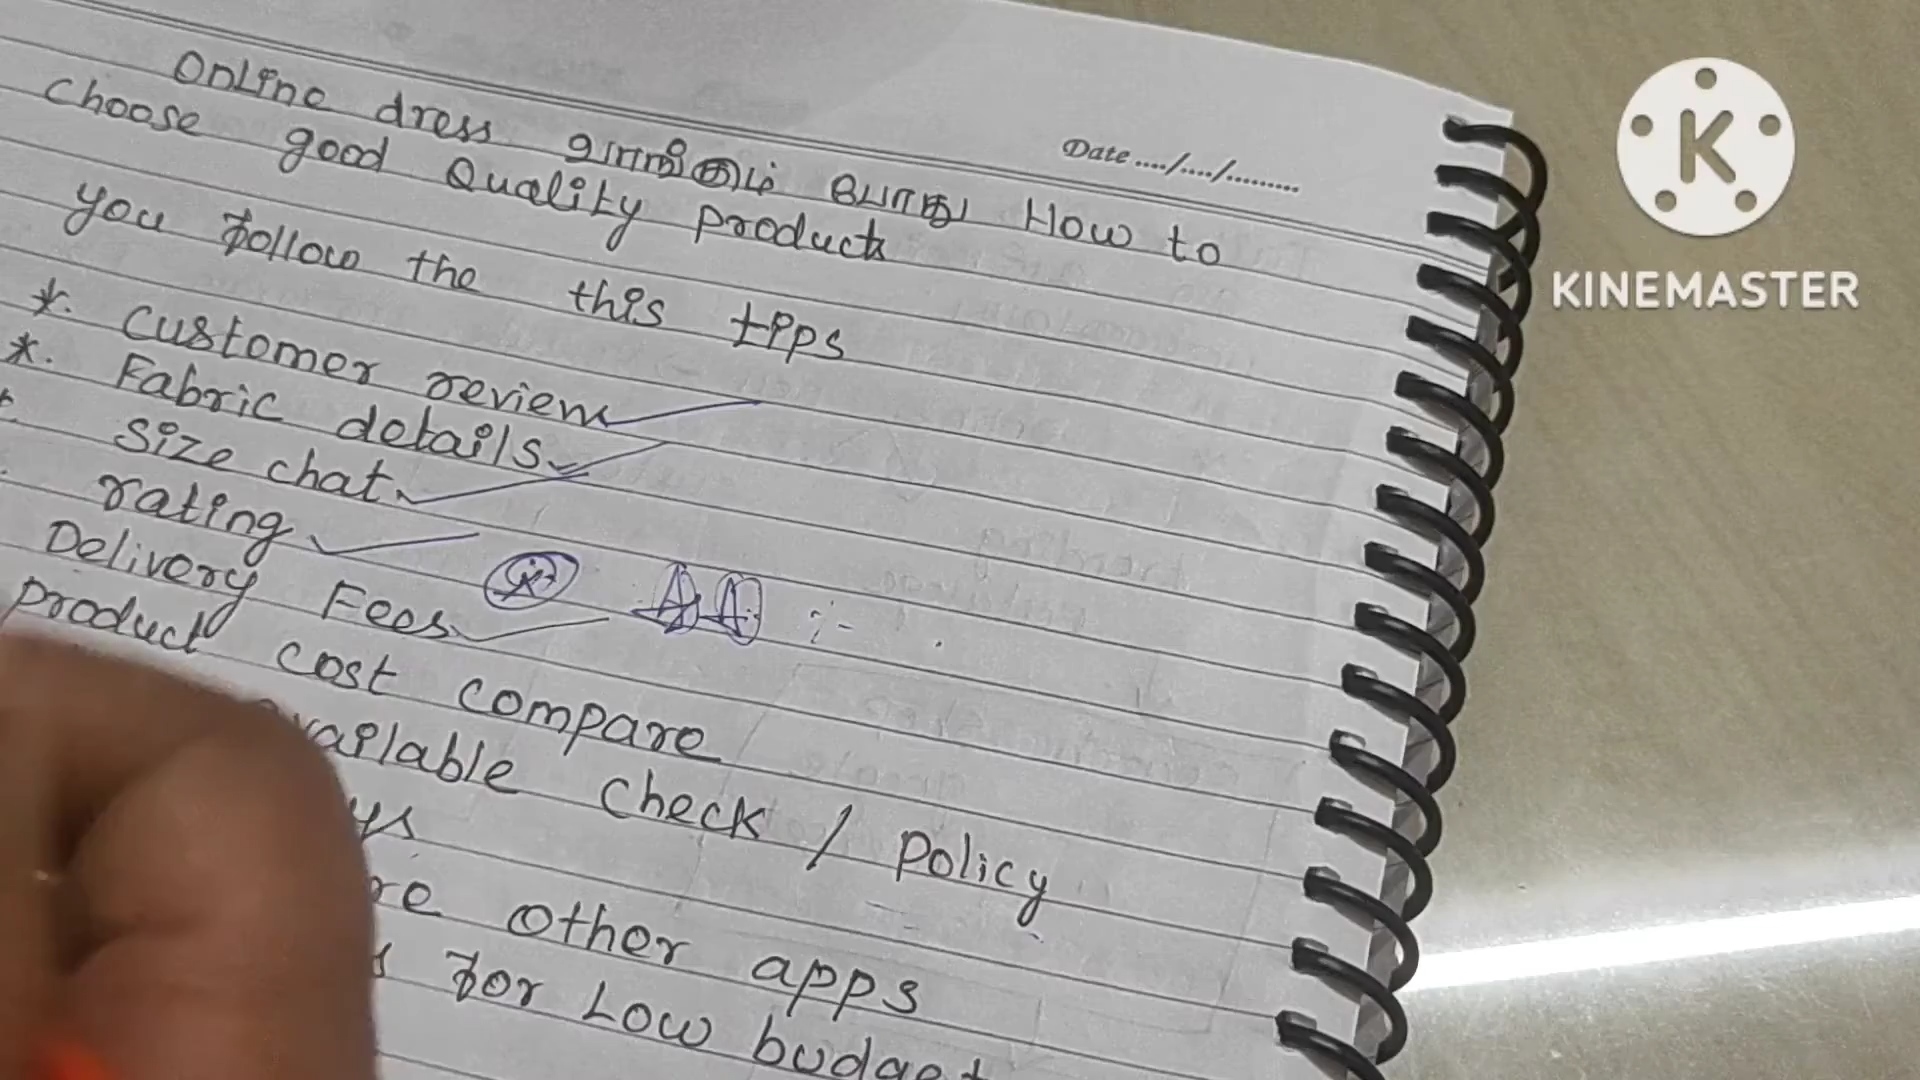 Online dress வாங்கும் போது How to
choose good Quality product
you follow the this tips
*. customer review
*. Fabric details
size chat
rating
Delivery Fees
product cost compare
available check / Policy
other apps
for Low budget
Date ..../..../.........
KINEMASTER